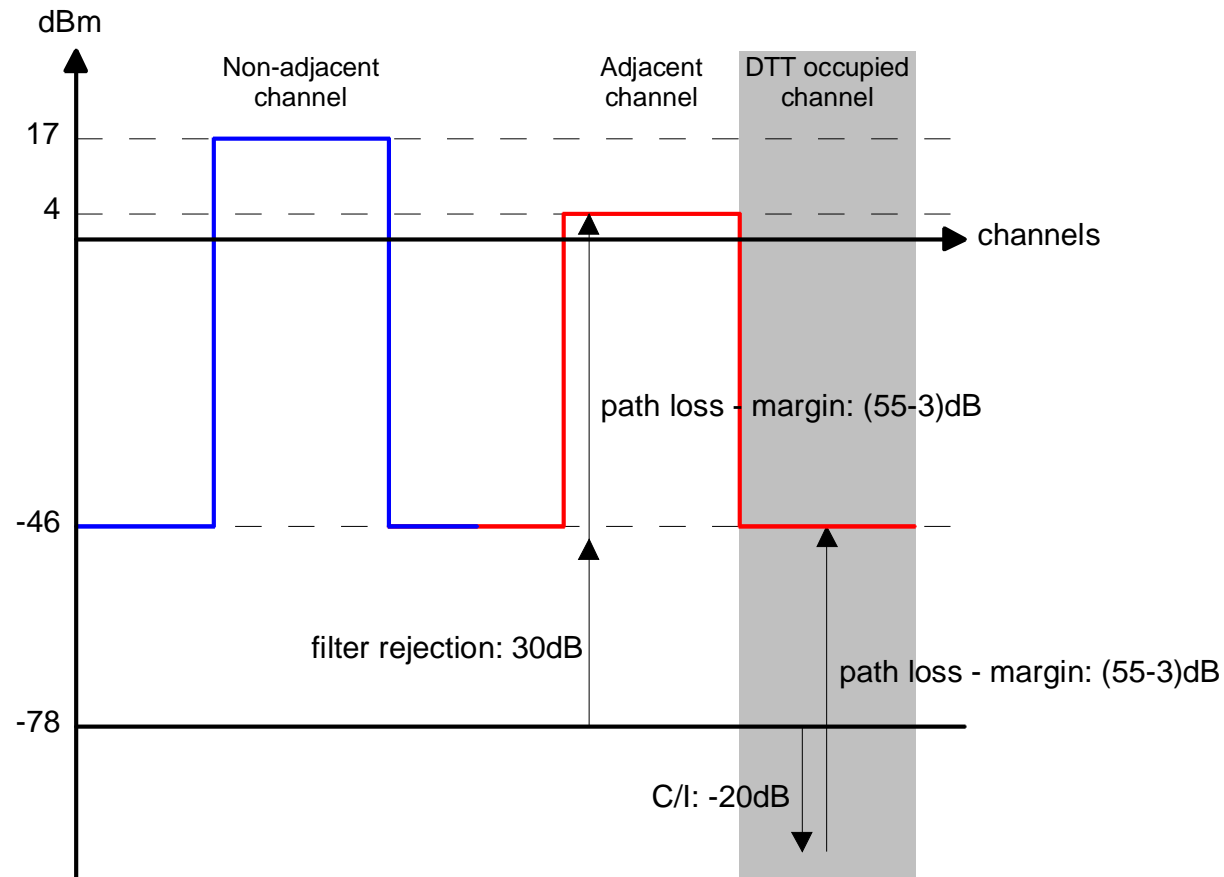 dBm
Non-adjacent
channel
Adjacent
channel
DTT occupied
channel
17
4
channels
path loss - margin: (55-3)dB
-46
filter rejection: 30dB
path loss - margin: (55-3)dB
-78
C/I: -20dB